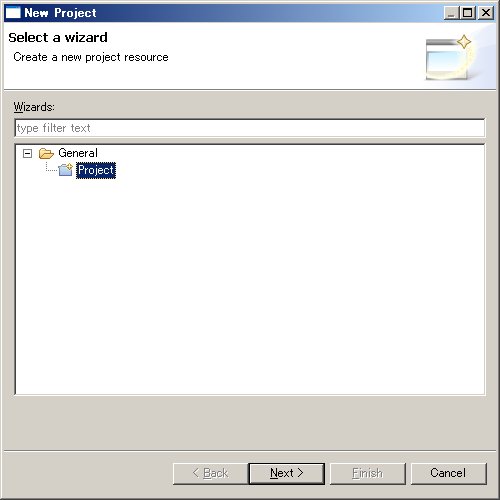 New Project
Select a wizard
Create a new project resource
Wizards:
type filter text
General
Project
< Back
Next >
Finish
Cancel